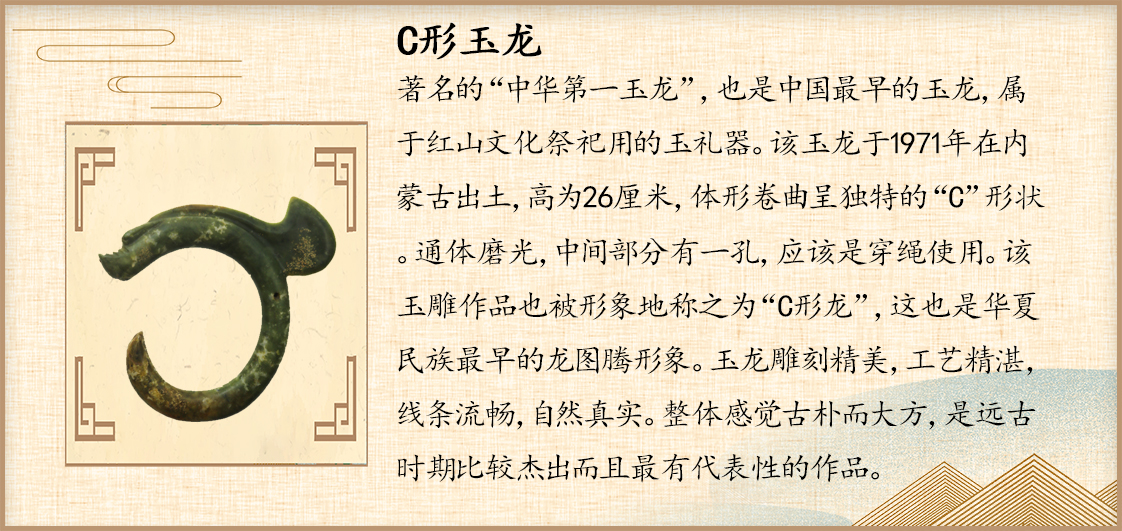 C形玉龙
著名的“中华第一玉龙”，也是中国最早的玉龙，属
于红山文化祭祀用的玉礼器。该玉龙于1971年在内
蒙古出土，高为26厘米，体形卷曲呈独特的“C”形状
。通体磨光，中间部分有一孔，应该是穿绳使用。该
玉雕作品也被形象地称之为“C形龙”，这也是华夏
民族最早的龙图腾形象。玉龙雕刻精美，工艺精湛，
线条流畅，自然真实。整体感觉古朴而大方，是远古
时期比较杰出而且最有代表性的作品。